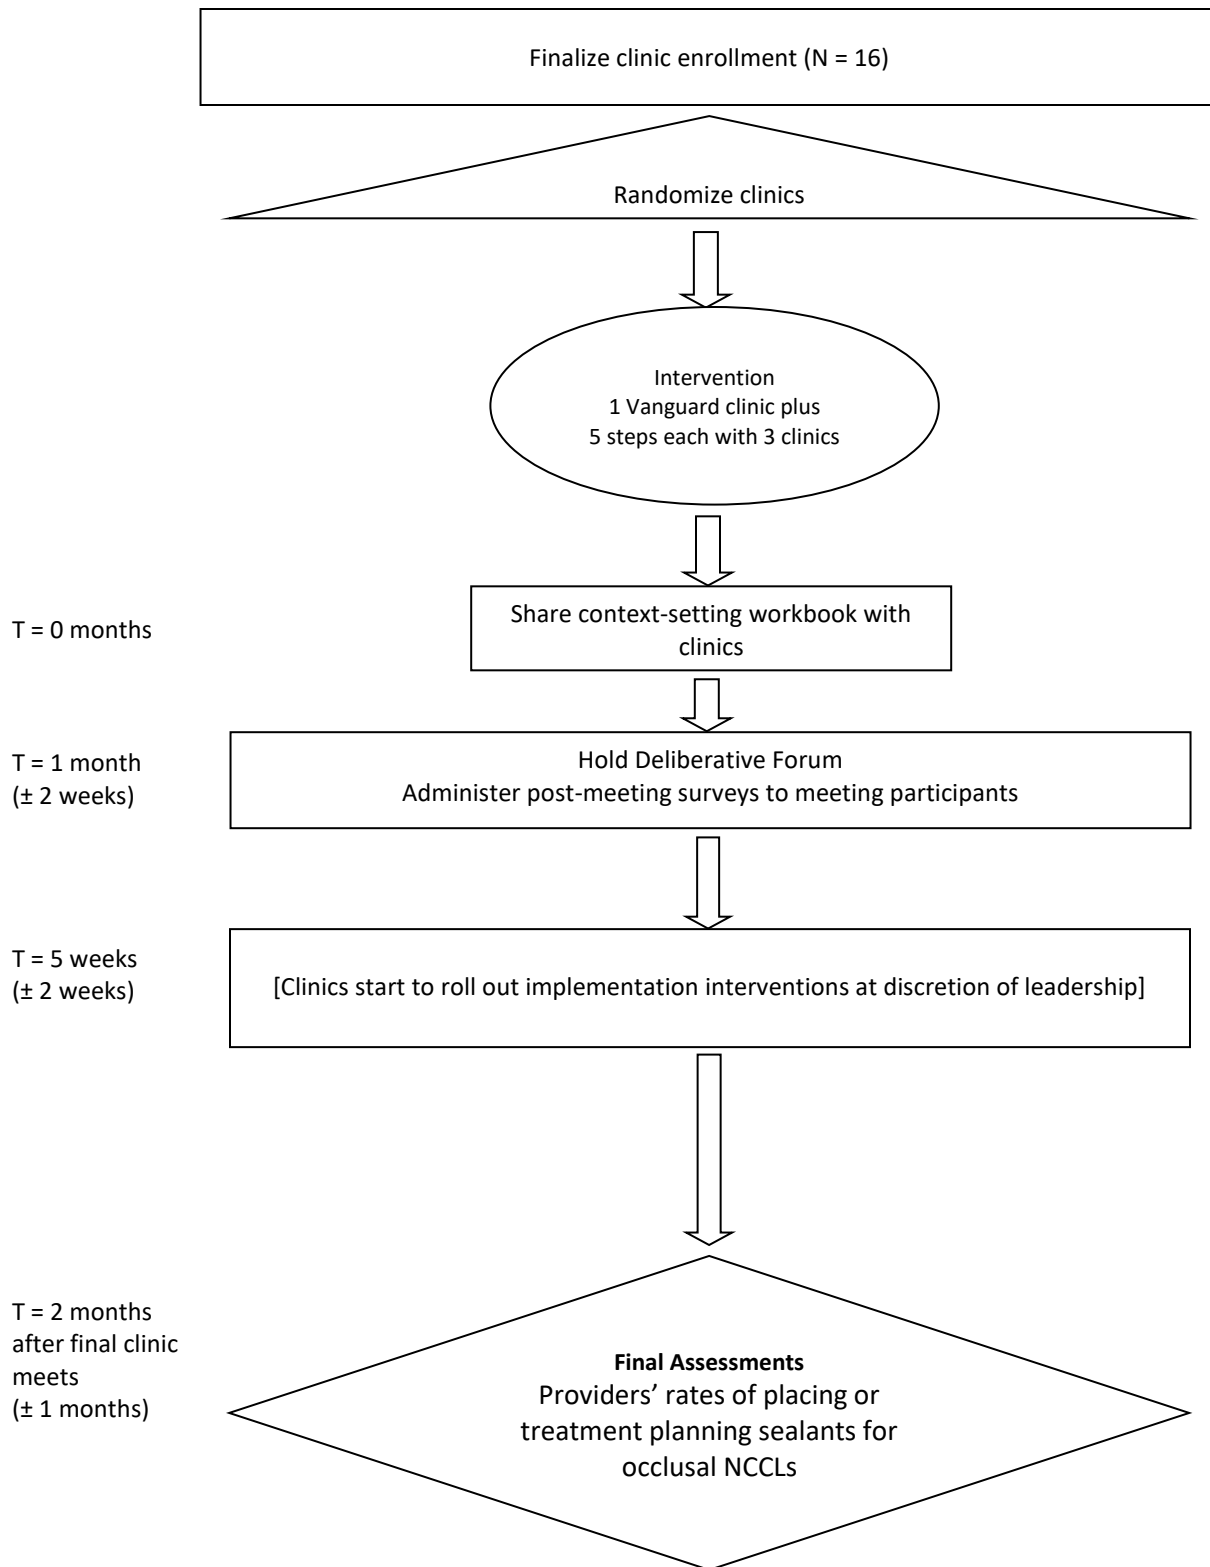 Finalize clinic enrollment (N = 16)
Randomize clinics
Intervention
1 Vanguard clinic plus
5 steps each with 3 clinics
T = 0 months
Share context-setting workbook with
clinics
T = 1 month
(± 2 weeks)
Hold Deliberative Forum
Administer post-meeting surveys to meeting participants
T = 5 weeks
(± 2 weeks)
[Clinics start to roll out implementation interventions at discretion of leadership]
T = 2 months
after final clinic
meets
(± 1 months)
Final Assessments
Providers’ rates of placing or
treatment planning sealants for
occlusal NCCLs